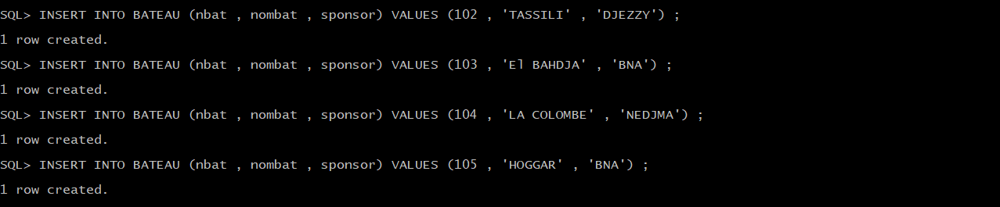 SQL> INSERT INTO BATEAU (nbat , nombat , sponsor) VALUES (102 , 'TASSILI' , 'DJEZZY') ;
1 row created.
SQL> INSERT INTO BATEAU (nbat , nombat , sponsor) VALUES (103 , 'El BAHDJA' , 'BNA') ;
1 row created.
SQL> INSERT INTO BATEAU (nbat , nombat , sponsor) VALUES (104 , 'LA COLOMBE' , 'NEDJMA') ;
1 row created.
SQL> INSERT INTO BATEAU (nbat , nombat , sponsor) VALUES (105 , 'HOGGAR' , 'BNA') ;
1 row created.